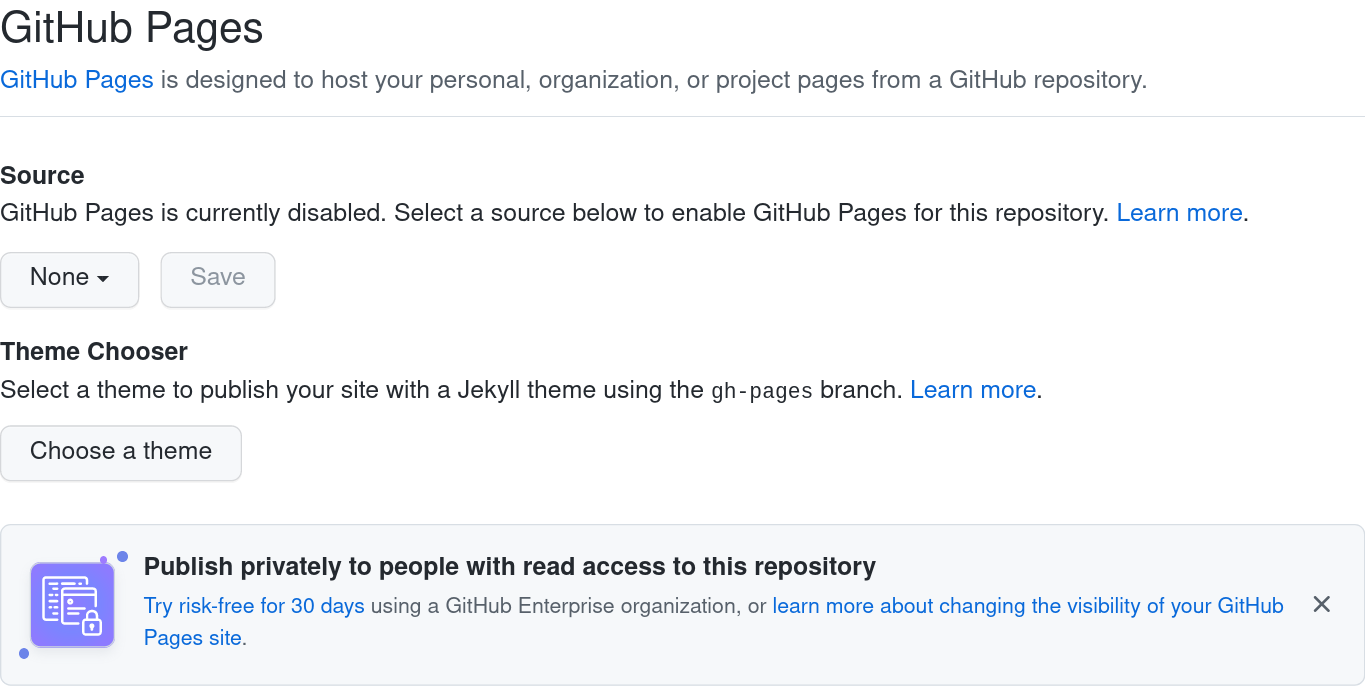 GitHub Pages
GitHub Pages is designed to host your personal, organization, or project pages from a GitHub repository.
Source
GitHub Pages is currently disabled. Select a source below to enable GitHub Pages for this repository. Learn more.
None
Save
Theme Chooser
Select a theme to publish your site with a Jekyll theme using the gh-pages branch. Learn more.
Choose a theme
Publish privately to people with read access to this repository
Try risk-free for 30 days using a GitHub Enterprise organization, or learn more about changing the visibility of your GitHub
Pages site.